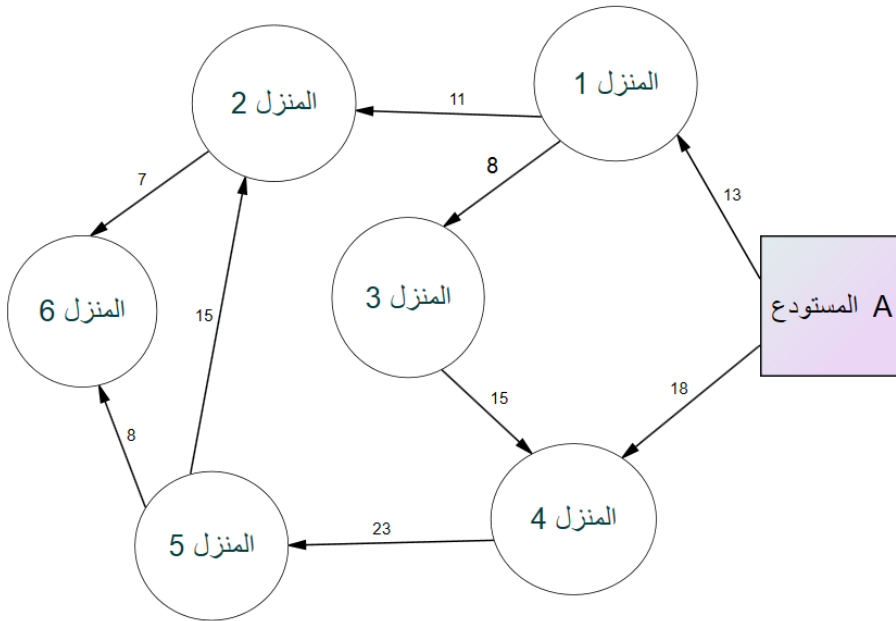 المنزل 1
المنزل 2
11
8
7
13
المنزل 3
المنزل 6
15
المستودع A
15
18
8
المنزل 4
المنزل 5
23